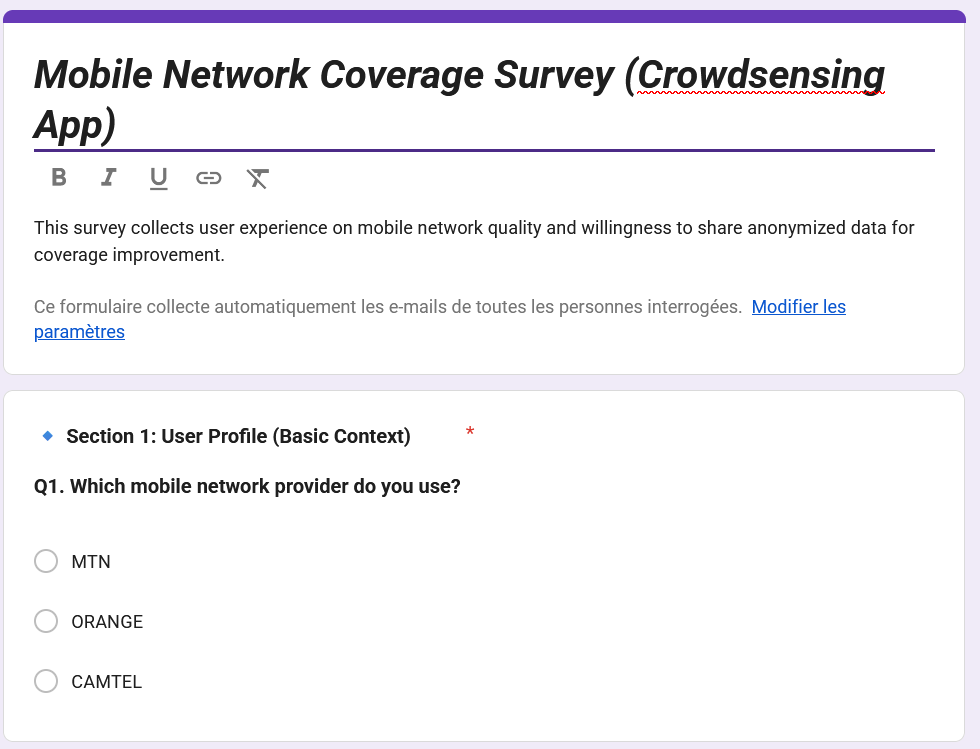 Mobile Network Coverage Survey (Crowdsensing
App)
B I U
This survey collects user experience on mobile network quality and willingness to share anonymized data for
coverage improvement.
Ce formulaire collecte automatiquement les e-mails de toutes les personnes interrogées. Modifier les
paramètres
Section 1: User Profile (Basic Context) *
Q1. Which mobile network provider do you use?
MTN
ORANGE
CAMTEL